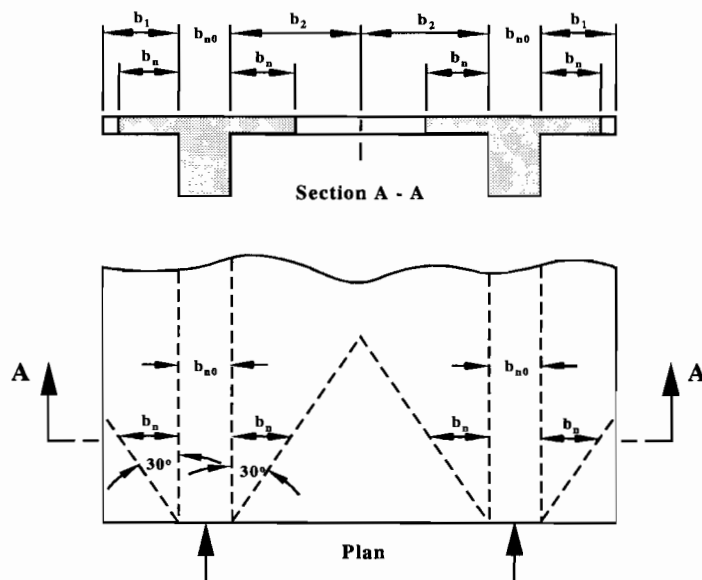 b₁ bₙ₀ b₂ b₂ bₙ₀ b₁
bₙ bₙ bₙ bₙ
Section A - A
A bₙ₀ bₙ₀ A
bₙ bₙ bₙ bₙ
30° 30°
Plan